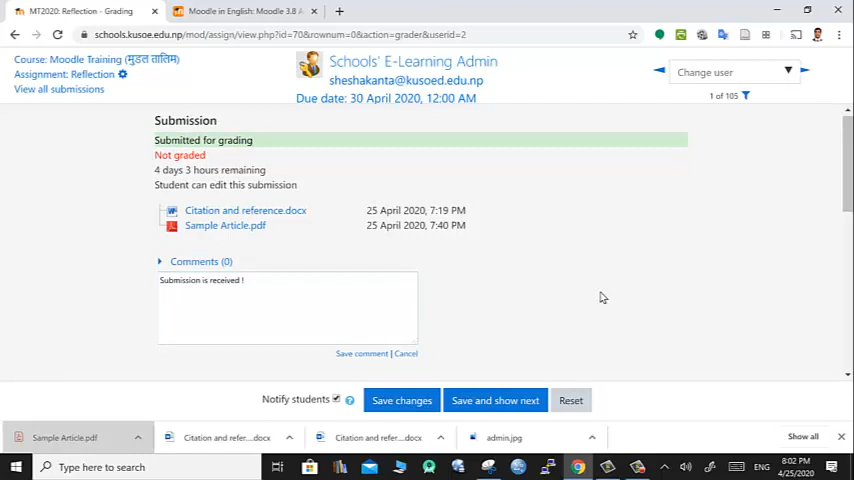 MT2020: Reflection - Grading
Moodle in English: Moodle 3.8 A
schools.kusoe.edu.np/mod/assign/view.php?id=70&rownum=0&action=grader&userid=2
Course: Moodle Training (मुडल तालिम)
Assignment: Reflection
View all submissions
Schools' E-Learning Admin
sheshakanta@kusoed.edu.np
Due date: 30 April 2020, 12:00 AM
Change user
1 of 105
Submission
Submitted for grading
Not graded
4 days 3 hours remaining
Student can edit this submission
Citation and reference.docx 25 April 2020, 7:19 PM
Sample Article.pdf 25 April 2020, 7:40 PM
Comments (0)
Submission is received !
Save comment | Cancel
Notify students Save changes Save and show next Reset
Sample Article.pdf Citation and refer....docx Citation and refer....docx admin.jpg Show all
Type here to search ENG 8:02 PM
4/25/2020